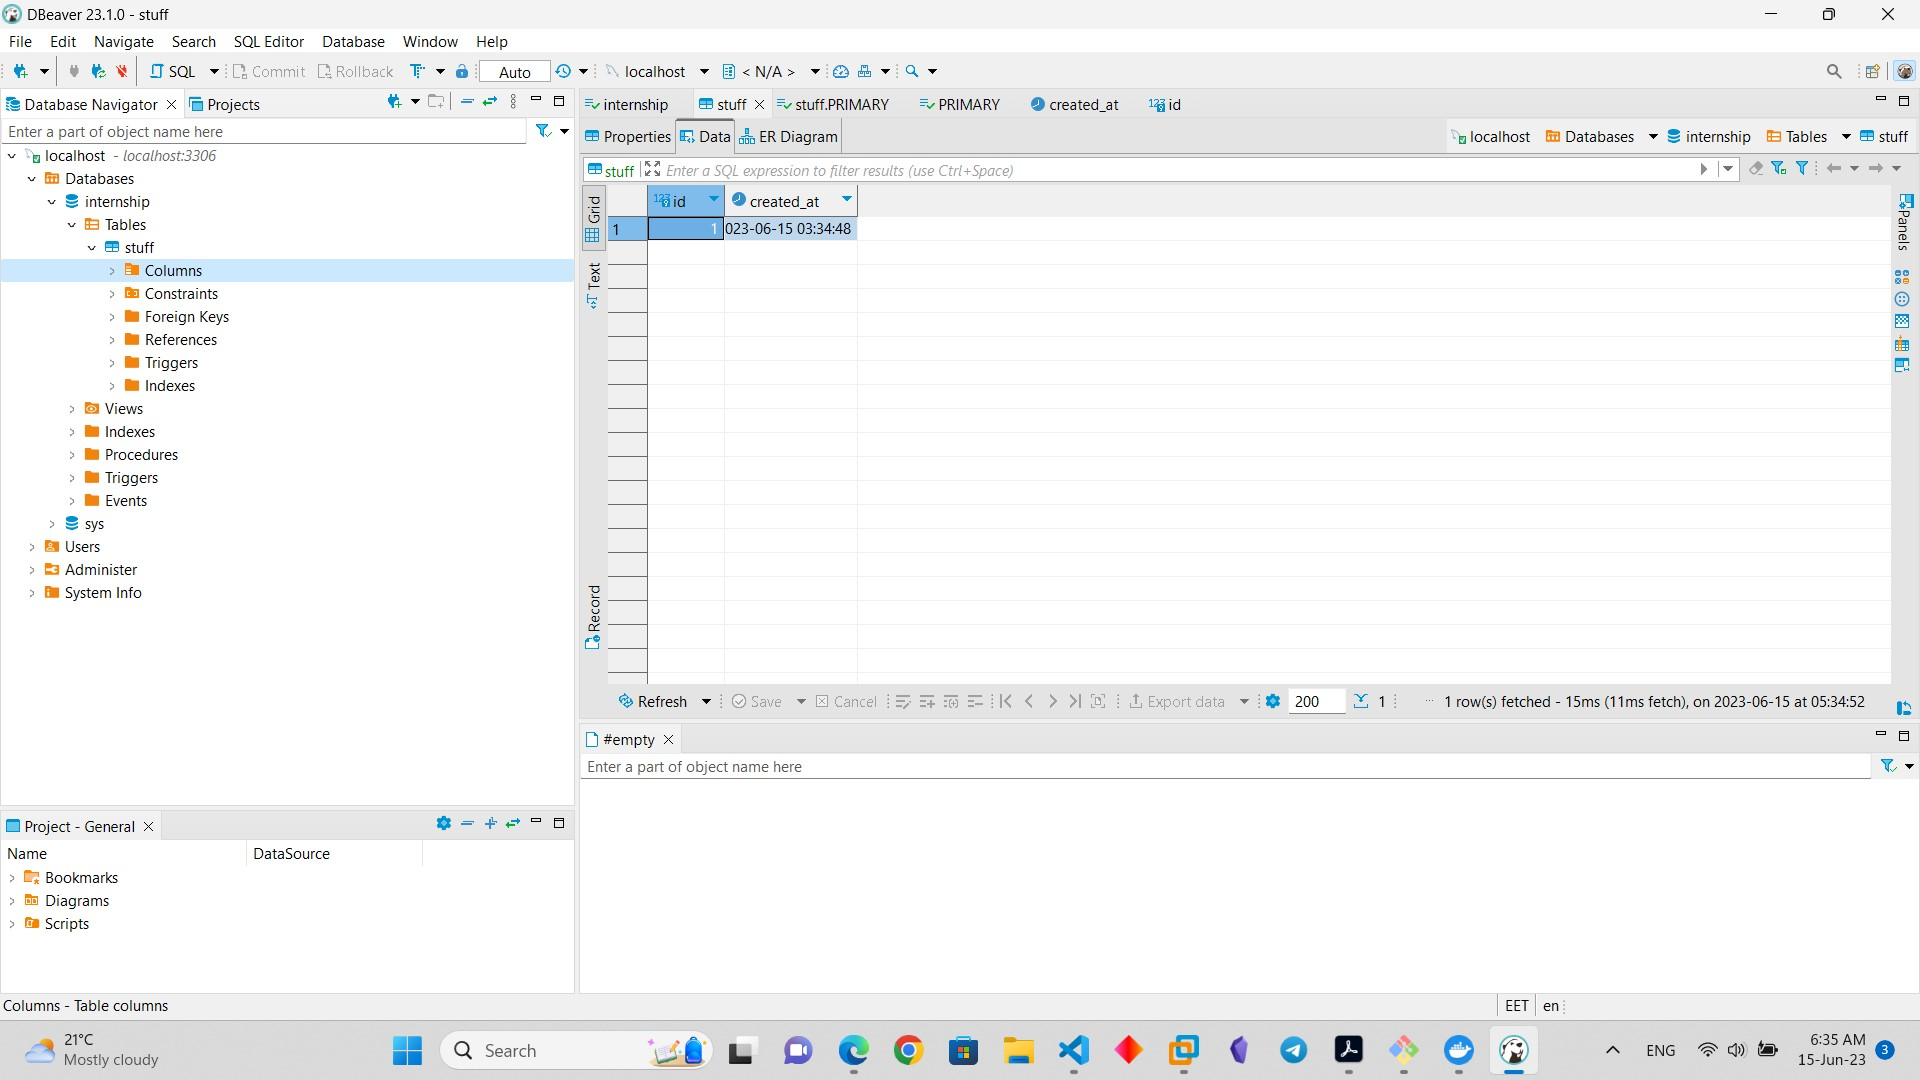 DBeaver 23.1.0 - stuff
File Edit Navigate Search SQL Editor Database Window Help
SQL Commit Rollback Auto localhost < N/A >
Database Navigator Projects
Enter a part of object name here
localhost - localhost:3306
Databases
internship
Tables
stuff
Columns
Constraints
Foreign Keys
References
Triggers
Indexes
Views
Indexes
Procedures
Triggers
Events
sys
Users
Administer
System Info
internship stuff stuff.PRIMARY PRIMARY created_at 123 id
Properties Data ER Diagram localhost Databases internship Tables stuff
stuff Enter a SQL expression to filter results (use Ctrl+Space)
Grid
Text
Record
123 id created_at
1 1 023-06-15 03:34:48
Panels
Refresh Save Cancel Export data 200 1 ... 1 row(s) fetched - 15ms (11ms fetch), on 2023-06-15 at 05:34:52
#empty
Enter a part of object name here
Project - General
Name DataSource
Bookmarks
Diagrams
Scripts
Columns - Table columns EET en
21°C
Mostly cloudy
Search
ENG
6:35 AM
15-Jun-23
3